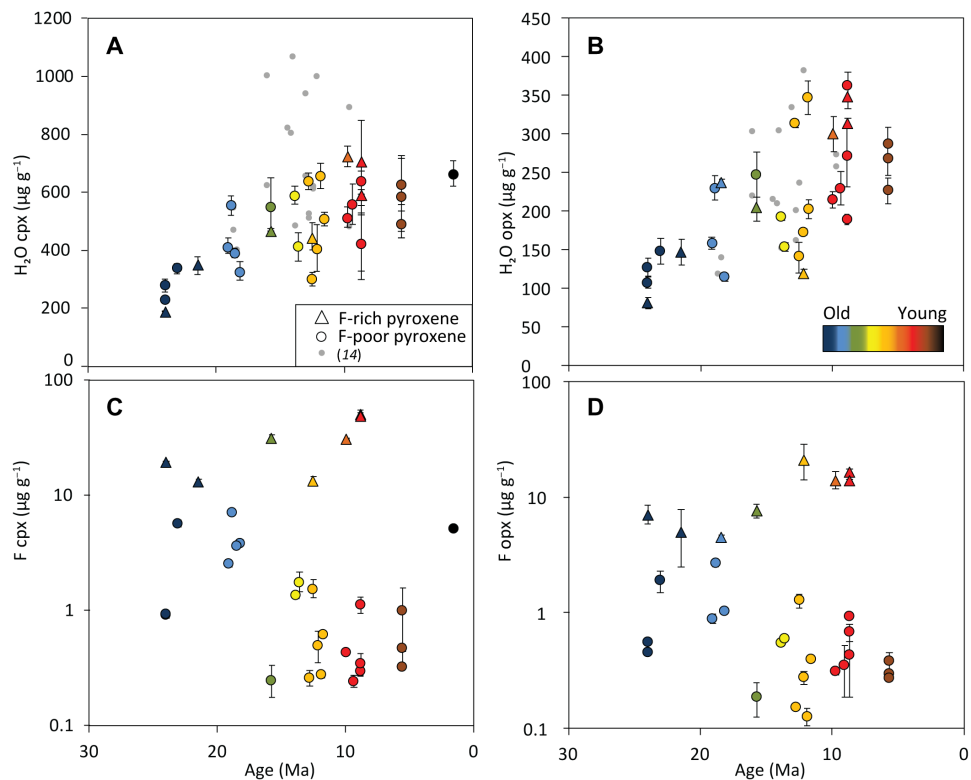 A
H₂O cpx (µg g⁻¹)
1200
1000
800
600
400
200
0
F-rich pyroxene
F-poor pyroxene
(14)
B
H₂O opx (µg g⁻¹)
450
400
350
300
250
200
150
100
50
0
Old Young
C
F cpx (µg g⁻¹)
100
10
1
0.1
30 20 10 0
Age (Ma)
D
F opx (µg g⁻¹)
100
10
1
0.1
30 20 10 0
Age (Ma)